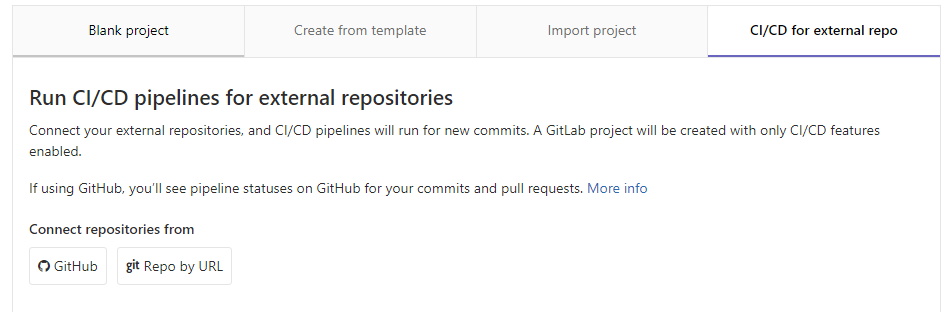 Blank project
Create from template
Import project
CI/CD for external repo
Run CI/CD pipelines for external repositories
Connect your external repositories, and CI/CD pipelines will run for new commits. A GitLab project will be created with only CI/CD features
enabled.
If using GitHub, you'll see pipeline statuses on GitHub for your commits and pull requests. More info
Connect repositories from
GitHub
git Repo by URL